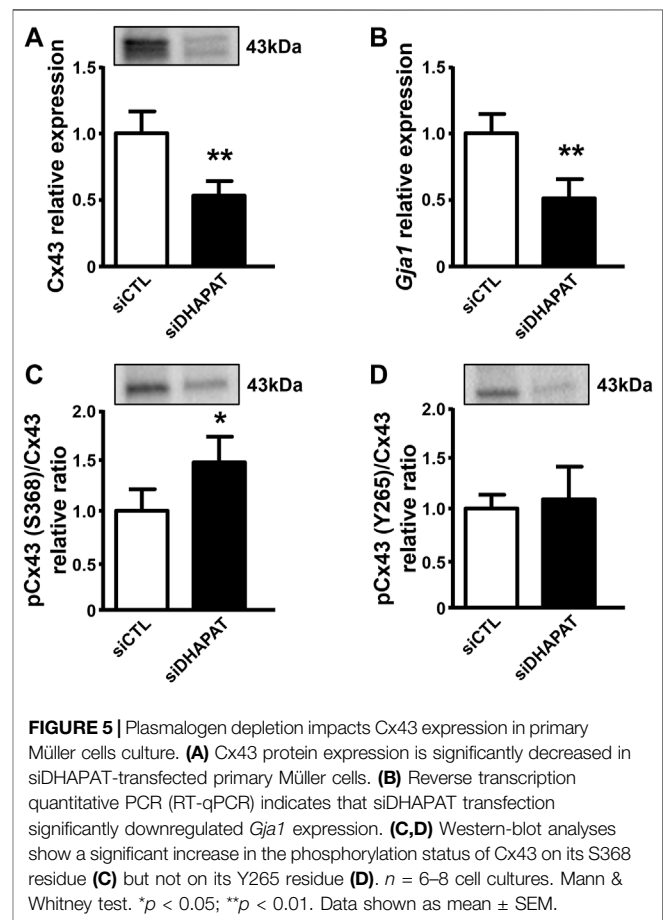 A
43kDa
Cx43 relative expression
1.5
1.0
0.5
0
**
siCTL
siDHAPAT
B
Gja1 relative expression
1.5
1.0
0.5
0
**
siCTL
siDHAPAT
C
43kDa
pCx43 (S368)/Cx43
relative ratio
2.0
1.5
1.0
0.5
0
*
siCTL
siDHAPAT
D
43kDa
pCx43 (Y265)/Cx43
relative ratio
2.0
1.5
1.0
0.5
0
siCTL
siDHAPAT
FIGURE 5 | Plasmalogen depletion impacts Cx43 expression in primary
Müller cells culture. (A) Cx43 protein expression is significantly decreased in
siDHAPAT-transfected primary Müller cells. (B) Reverse transcription
quantitative PCR (RT-qPCR) indicates that siDHAPAT transfection
significantly downregulated Gja1 expression. (C,D) Western-blot analyses
show a significant increase in the phosphorylation status of Cx43 on its S368
residue (C) but not on its Y265 residue (D). n = 6–8 cell cultures. Mann &
Whitney test. *p < 0.05; **p < 0.01. Data shown as mean ± SEM.